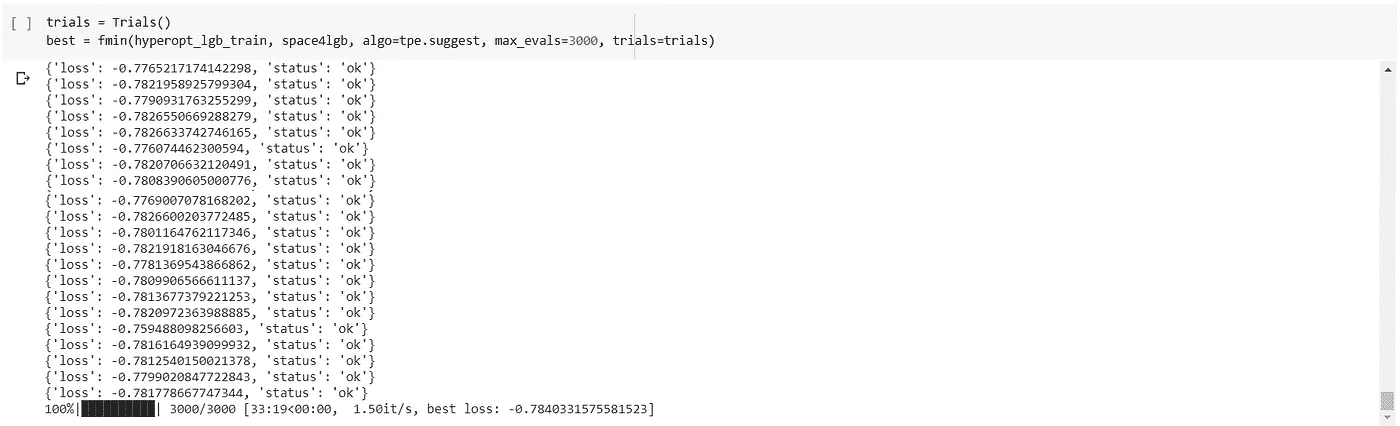 [ ] trials = Trials()
best = fmin(hyperopt_lgb_train, space4lgb, algo=tpe.suggest, max_evals=3000, trials=trials)
{'loss': -0.7765217174142298, 'status': 'ok'}
{'loss': -0.7821958925799304, 'status': 'ok'}
{'loss': -0.7790931763255299, 'status': 'ok'}
{'loss': -0.7826550669288279, 'status': 'ok'}
{'loss': -0.7826633742746165, 'status': 'ok'}
{'loss': -0.776074462300594, 'status': 'ok'}
{'loss': -0.7820706632120491, 'status': 'ok'}
{'loss': -0.7808390605000776, 'status': 'ok'}
{'loss': -0.7769007078168202, 'status': 'ok'}
{'loss': -0.7826600203772485, 'status': 'ok'}
{'loss': -0.7801164762117346, 'status': 'ok'}
{'loss': -0.7821918163046676, 'status': 'ok'}
{'loss': -0.7781369543866862, 'status': 'ok'}
{'loss': -0.7809906566611137, 'status': 'ok'}
{'loss': -0.7813677379221253, 'status': 'ok'}
{'loss': -0.7820972363988885, 'status': 'ok'}
{'loss': -0.759488098256603, 'status': 'ok'}
{'loss': -0.7816164939099932, 'status': 'ok'}
{'loss': -0.7812540150021378, 'status': 'ok'}
{'loss': -0.7799020847722843, 'status': 'ok'}
{'loss': -0.781778667747344, 'status': 'ok'}
100%|██████████| 3000/3000 [33:19<00:00, 1.50it/s, best loss: -0.7840331575581523]